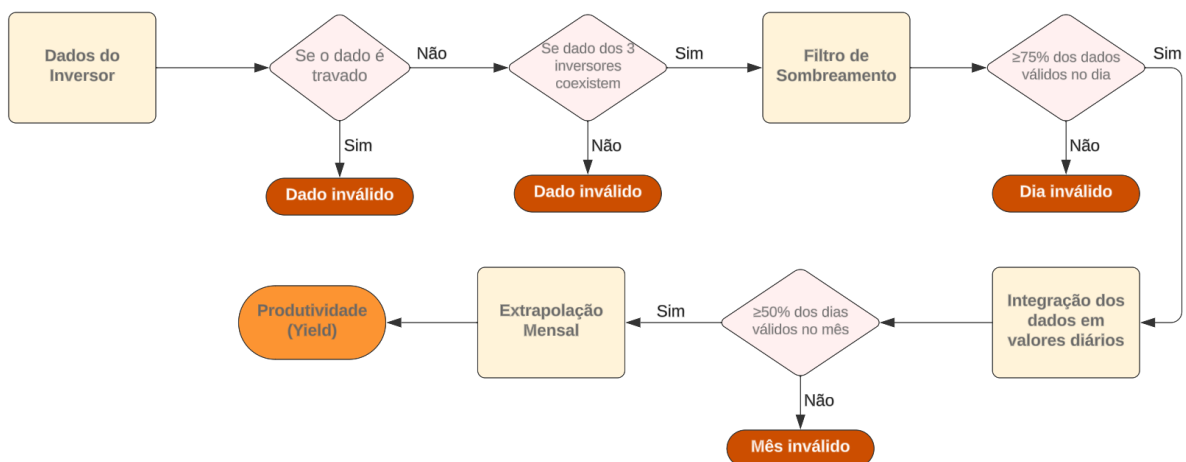 Dados do
Inversor
Se o dado é
travado
Não
Sim
Dado inválido
Se dado dos 3
inversores
coexistem
Sim
Não
Dado inválido
Filtro de
Sombreamento
≥75% dos dados
válidos no dia
Sim
Não
Dia inválido
Integração dos
dados em
valores diários
≥50% dos dias
válidos no mês
Sim
Não
Mês inválido
Extrapolação
Mensal
Produtividade
(Yield)